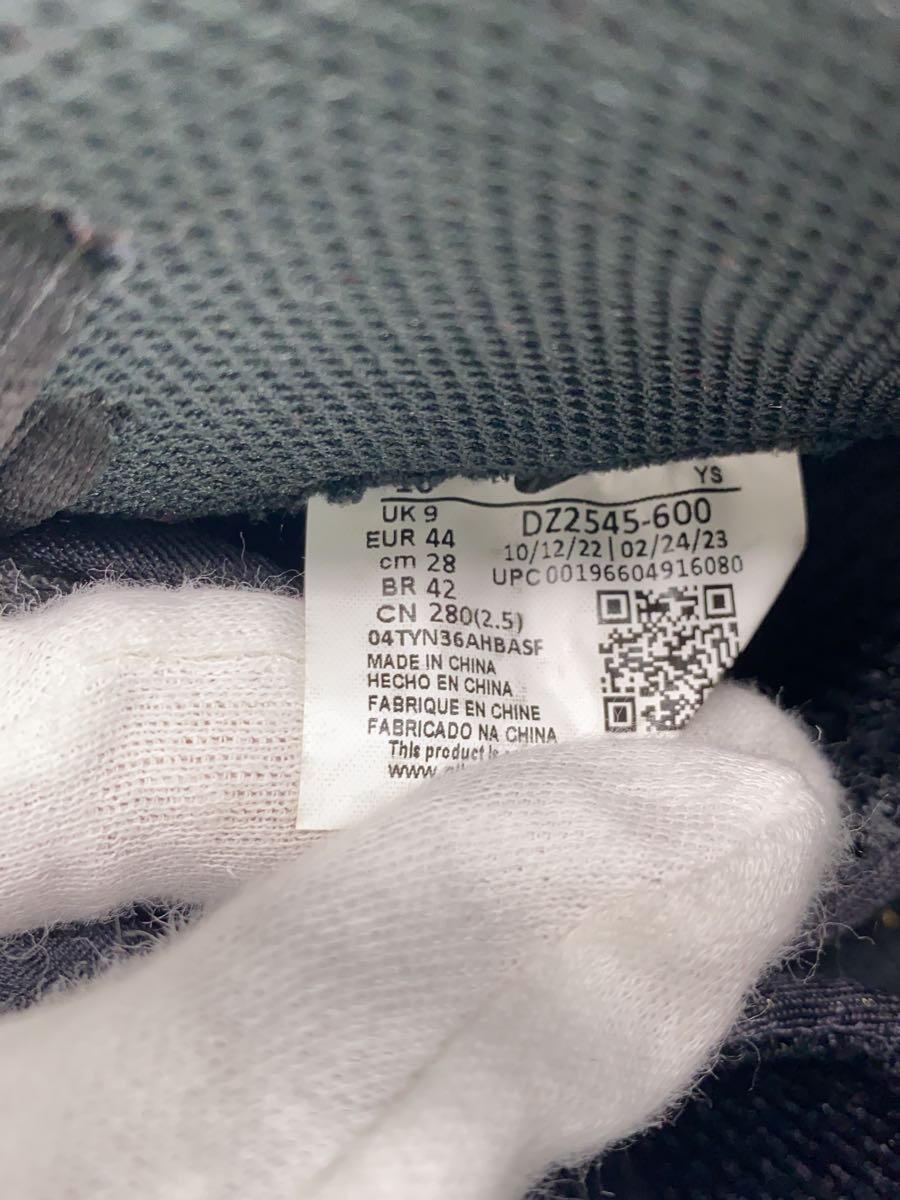 YS
UK 9
DZ2545-600
EUR 44
10/12/22 | 02/24/23
cm 28
UPC 00196604916080
BR 42
CN 280(2.5)
04TYN36AHBASF
MADE IN CHINA
HECHO EN CHINA
FABRIQUE EN CHINE
FABRICADO NA CHINA
This product is
www.